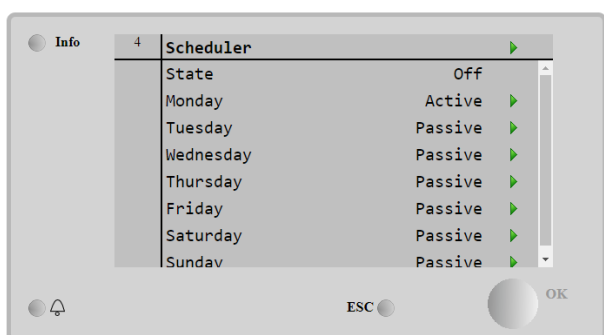 Info
4 Scheduler
State Off
Monday Active
Tuesday Passive
Wednesday Passive
Thursday Passive
Friday Passive
Saturday Passive
Sunday Passive
ESC
OK